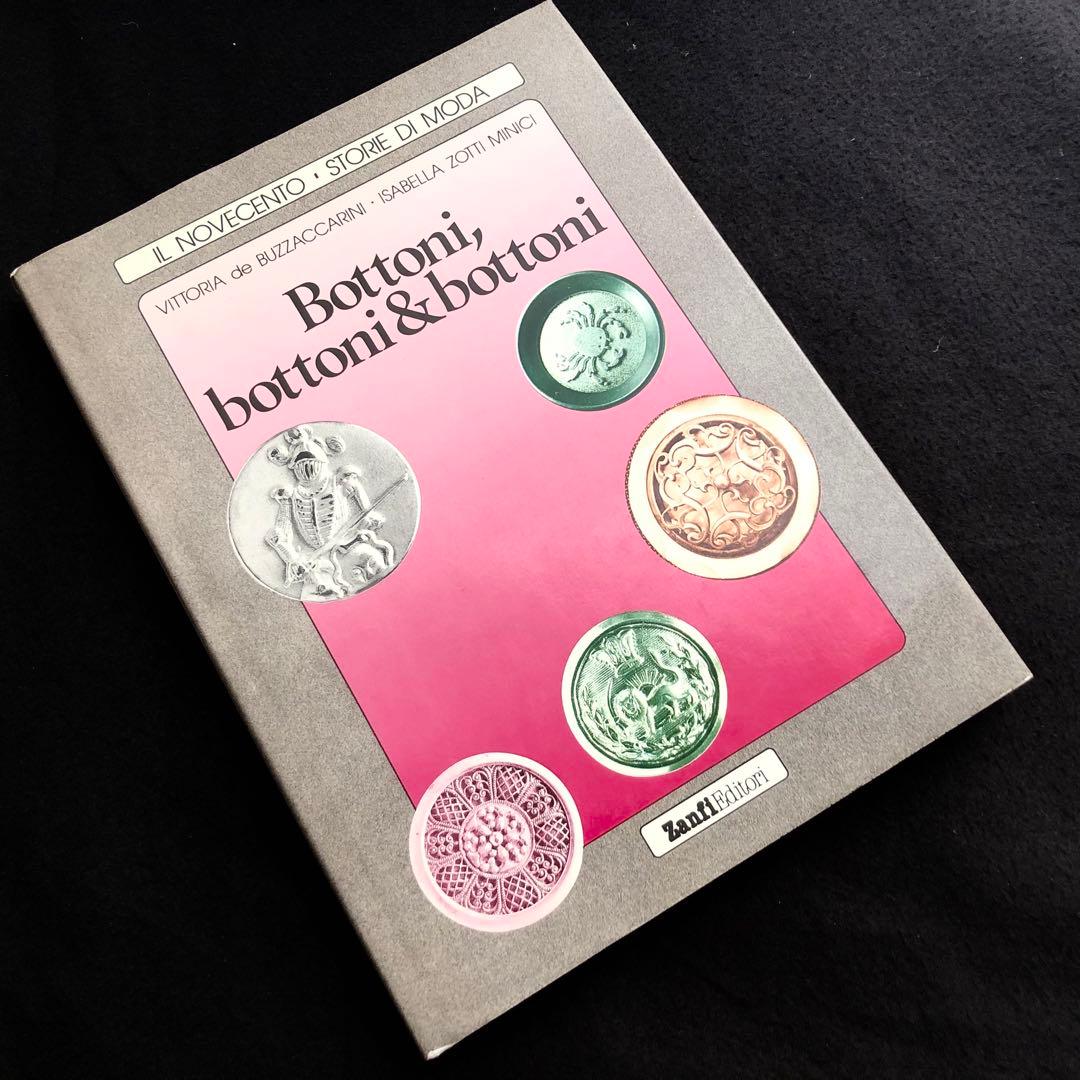 IL NOVECENTO · STORIE DI MODA
VITTORIA de BUZZACCARINI · ISABELLA ZOTTI MINICI
Bottoni,
bottoni & bottoni
ZanfiEditori